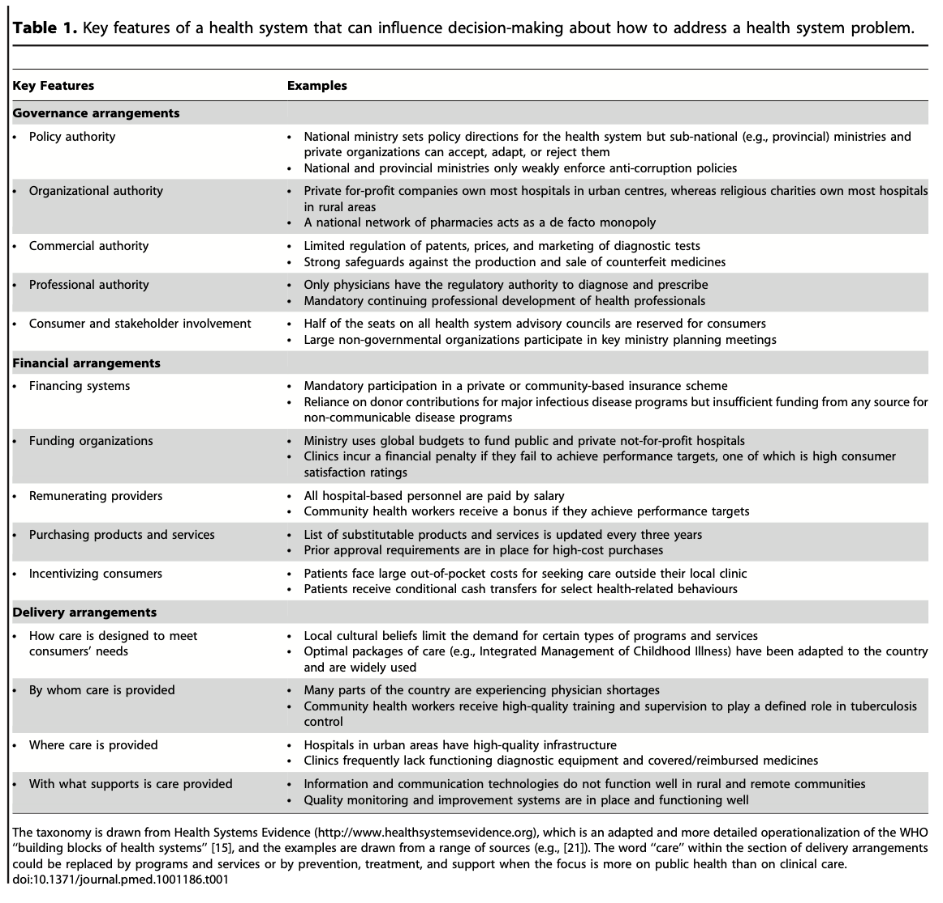 Table 1. Key features of a health system that can influence decision-making about how to address a health system problem.
Key Features Examples
Governance arrangements
• Policy authority • National ministry sets policy directions for the health system but sub-national (e.g., provincial) ministries and
private organizations can accept, adapt, or reject them
• National and provincial ministries only weakly enforce anti-corruption policies
• Organizational authority • Private for-profit companies own most hospitals in urban centres, whereas religious charities own most hospitals
in rural areas
• A national network of pharmacies acts as a de facto monopoly
• Commercial authority • Limited regulation of patents, prices, and marketing of diagnostic tests
• Strong safeguards against the production and sale of counterfeit medicines
• Professional authority • Only physicians have the regulatory authority to diagnose and prescribe
• Mandatory continuing professional development of health professionals
• Consumer and stakeholder involvement • Half of the seats on all health system advisory councils are reserved for consumers
• Large non-governmental organizations participate in key ministry planning meetings
Financial arrangements
• Financing systems • Mandatory participation in a private or community-based insurance scheme
• Reliance on donor contributions for major infectious disease programs but insufficient funding from any source for
non-communicable disease programs
• Funding organizations • Ministry uses global budgets to fund public and private not-for-profit hospitals
• Clinics incur a financial penalty if they fail to achieve performance targets, one of which is high consumer
satisfaction ratings
• Remunerating providers • All hospital-based personnel are paid by salary
• Community health workers receive a bonus if they achieve performance targets
• Purchasing products and services • List of substitutable products and services is updated every three years
• Prior approval requirements are in place for high-cost purchases
• Incentivizing consumers • Patients face large out-of-pocket costs for seeking care outside their local clinic
• Patients receive conditional cash transfers for select health-related behaviours
Delivery arrangements
• How care is designed to meet • Local cultural beliefs limit the demand for certain types of programs and services
consumers' needs • Optimal packages of care (e.g., Integrated Management of Childhood Illness) have been adapted to the country
and are widely used
• By whom care is provided • Many parts of the country are experiencing physician shortages
• Community health workers receive high-quality training and supervision to play a defined role in tuberculosis
control
• Where care is provided • Hospitals in urban areas have high-quality infrastructure
• Clinics frequently lack functioning diagnostic equipment and covered/reimbursed medicines
• With what supports is care provided • Information and communication technologies do not function well in rural and remote communities
• Quality monitoring and improvement systems are in place and functioning well
The taxonomy is drawn from Health Systems Evidence (http://www.healthsystemsevidence.org), which is an adapted and more detailed operationalization of the WHO
"building blocks of health systems" [15], and the examples are drawn from a range of sources (e.g., [21]). The word "care" within the section of delivery arrangements
could be replaced by programs and services or by prevention, treatment, and support when the focus is more on public health than on clinical care.
doi:10.1371/journal.pmed.1001186.t001